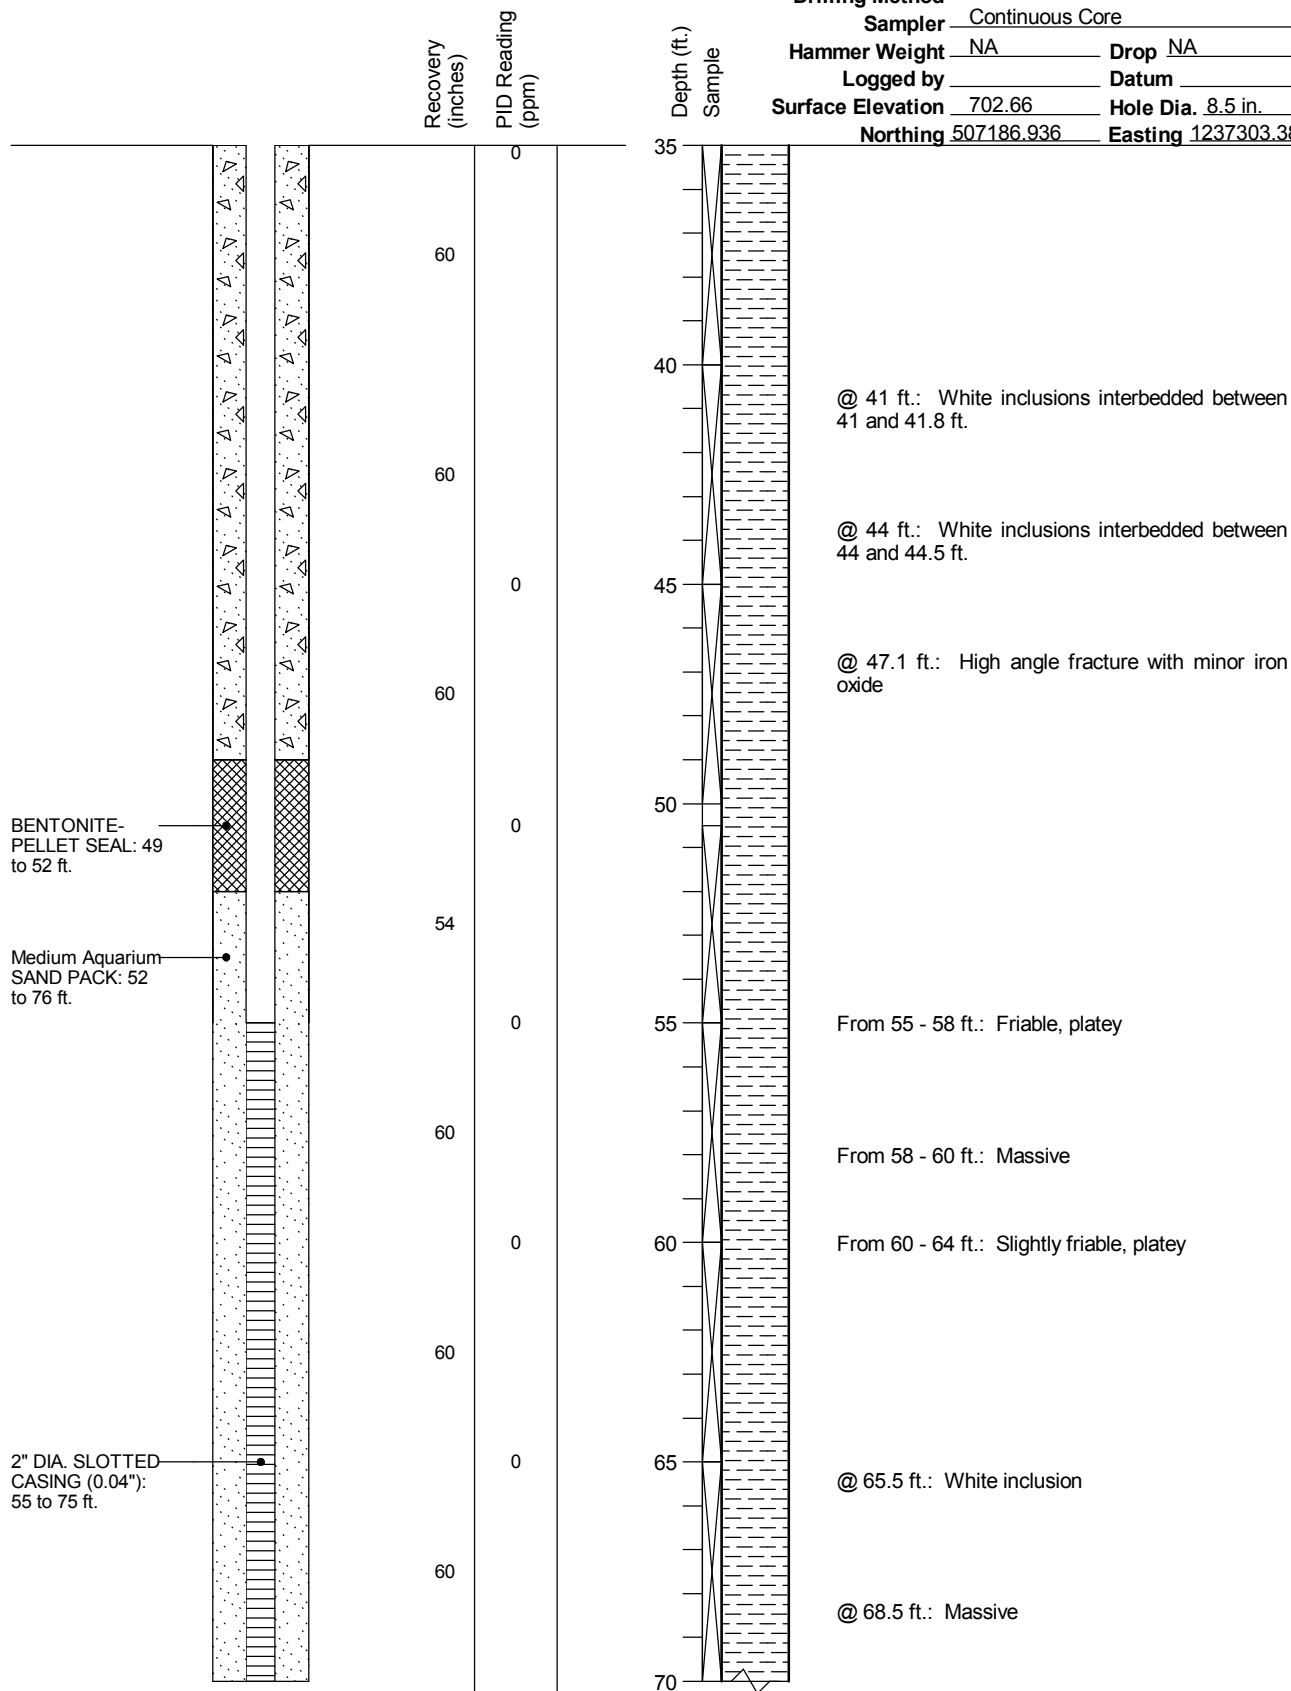 Sampler Continuous Core
Hammer Weight NA Drop NA
Logged by Datum
Surface Elevation 702.66 Hole Dia. 8.5 in.
Northing 507186.936 Easting 1237303.38
Recovery
(inches)
PID Reading
(ppm)
Depth (ft.)
Sample
0
35
60
40
@ 41 ft.: White inclusions interbedded between
41 and 41.8 ft.
60
@ 44 ft.: White inclusions interbedded between
44 and 44.5 ft.
0
45
@ 47.1 ft.: High angle fracture with minor iron
oxide
60
50
BENTONITE-
PELLET SEAL: 49
to 52 ft.
0
54
Medium Aquarium
SAND PACK: 52
to 76 ft.
0
55
From 55 - 58 ft.: Friable, platey
60
From 58 - 60 ft.: Massive
0
60
From 60 - 64 ft.: Slightly friable, platey
60
2" DIA. SLOTTED
CASING (0.04"):
55 to 75 ft.
0
65
@ 65.5 ft.: White inclusion
60
@ 68.5 ft.: Massive
70